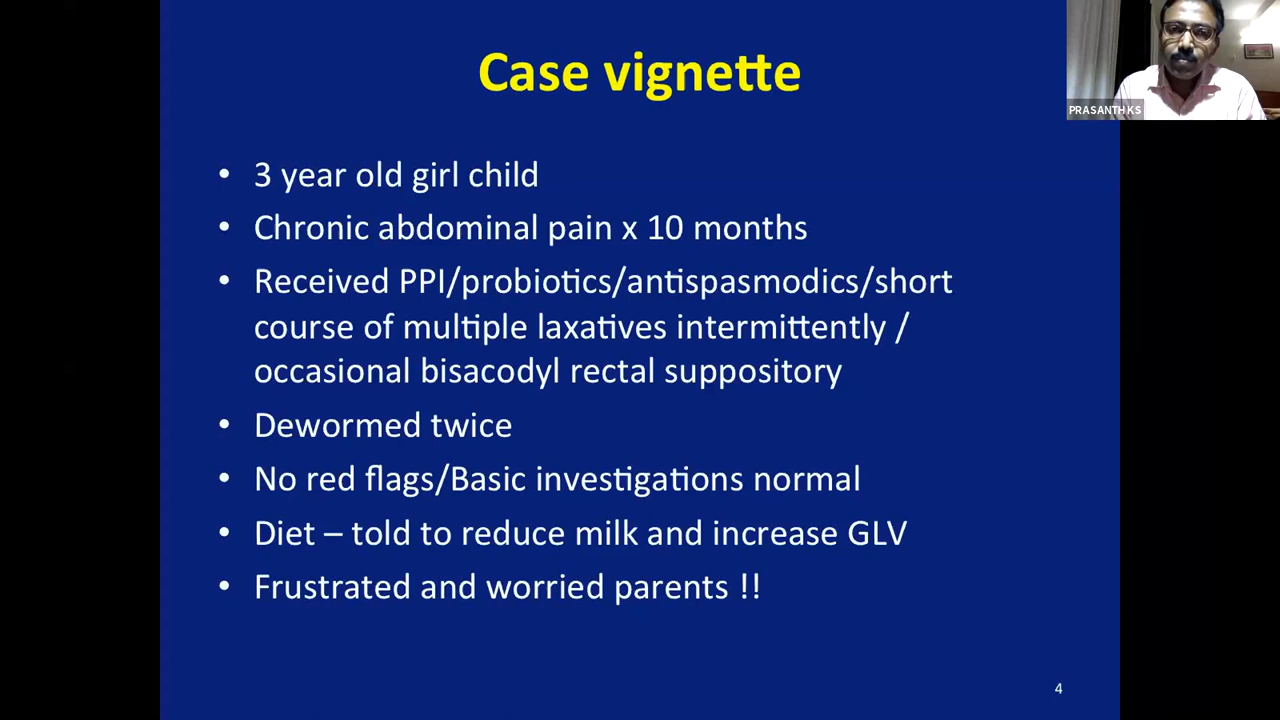 Case vignette
PRASANTH KS
• 3 year old girl child
• Chronic abdominal pain x 10 months
• Received PPI/probiotics/antispasmodics/short
course of multiple laxatives intermittently /
occasional bisacodyl rectal suppository
• Dewormed twice
• No red flags/Basic investigations normal
• Diet – told to reduce milk and increase GLV
• Frustrated and worried parents !!
4